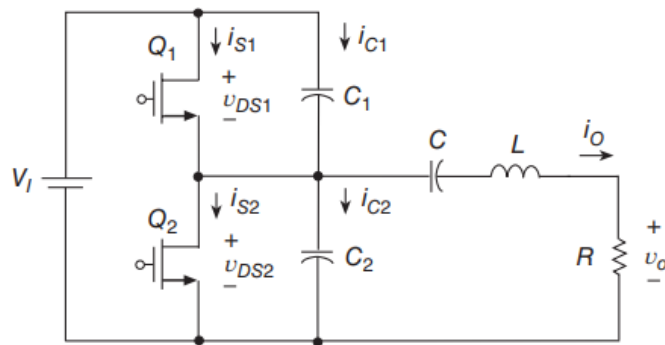 Q1 iS1 iC1
+
vDS1
−
C1
C L iO
VI
Q2 iS2 iC2
+
vDS2
−
C2
R
+
vo
−